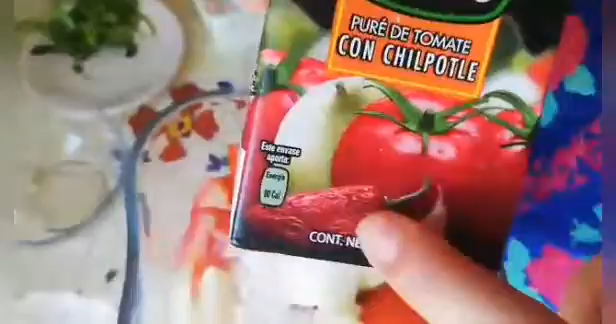 PURÉ DE TOMATE
CON CHILPOTLE
Este envase
aporta:
Energía
80 Cal
CONT. NE